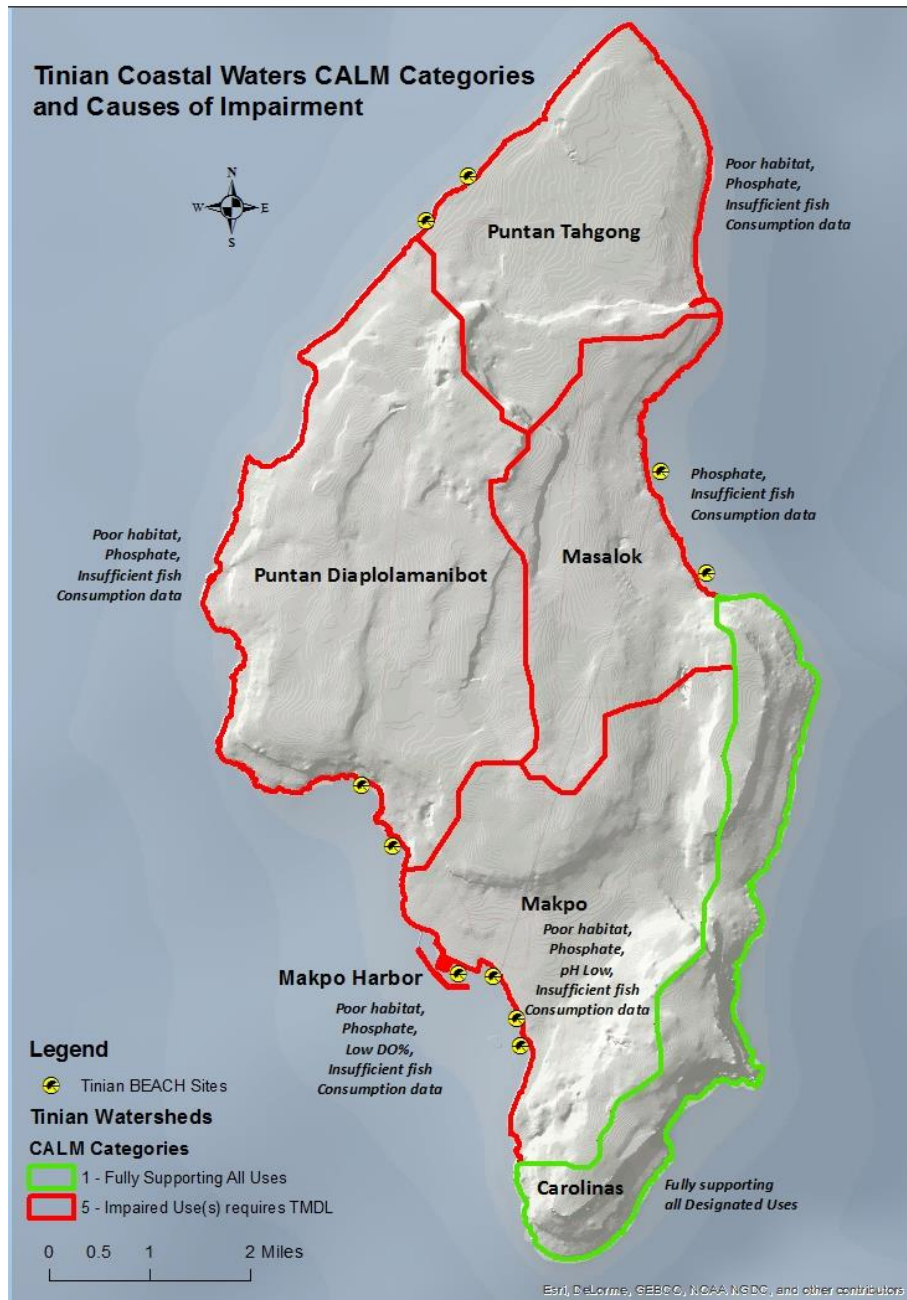 Tinian Coastal Waters CALM Categories
and Causes of Impairment
N
W
E
S
Poor habitat,
Phosphate,
Insufficient fish
Consumption data
Puntan Tahgong
Phosphate,
Insufficient fish
Consumption data
Masalok
Poor habitat,
Phosphate,
Insufficient fish
Consumption data
Puntan Diaplolamanibot
Makpo
Poor habitat,
Phosphate,
pH Low,
Insufficient fish
Consumption data
Makpo Harbor
Poor habitat,
Phosphate,
Low DO%,
Insufficient fish
Consumption data
Carolinas
Fully supporting
all Designated Uses
Legend
Tinian BEACH Sites
Tinian Watersheds
CALM Categories
1 - Fully Supporting All Uses
5 - Impaired Use(s) requires TMDL
0 0.5 1 2 Miles
Esri, DeLorme, GEBCO, NOAA NGDC, and other contributors